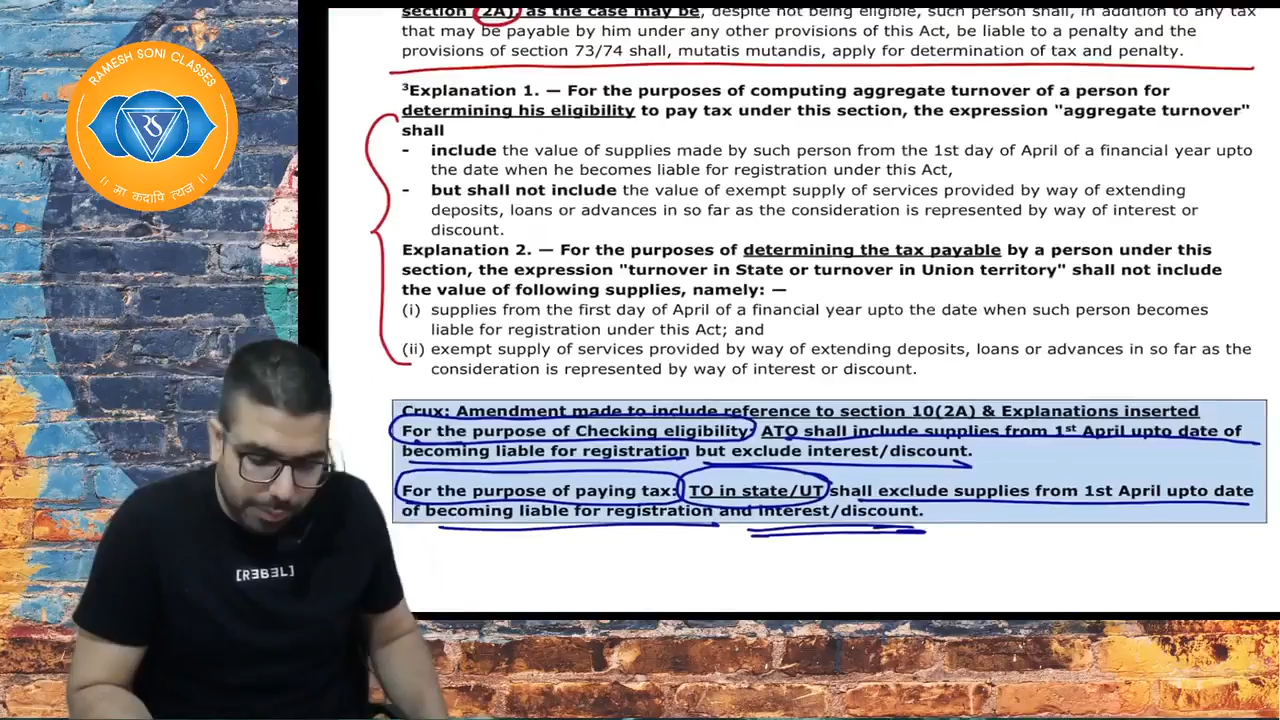 RAMESH SONI CLASSES
।। मा कदापि त्यज ।।
section (2A), as the case may be, despite not being eligible, such person shall, in addition to any tax
that may be payable by him under any other provisions of this Act, be liable to a penalty and the
provisions of section 73/74 shall, mutatis mutandis, apply for determination of tax and penalty.
³Explanation 1. — For the purposes of computing aggregate turnover of a person for
determining his eligibility to pay tax under this section, the expression "aggregate turnover"
shall
- include the value of supplies made by such person from the 1st day of April of a financial year upto
the date when he becomes liable for registration under this Act,
- but shall not include the value of exempt supply of services provided by way of extending
deposits, loans or advances in so far as the consideration is represented by way of interest or
discount.
Explanation 2. — For the purposes of determining the tax payable by a person under this
section, the expression "turnover in State or turnover in Union territory" shall not include
the value of following supplies, namely: —
(i) supplies from the first day of April of a financial year upto the date when such person becomes
liable for registration under this Act; and
(ii) exempt supply of services provided by way of extending deposits, loans or advances in so far as the
consideration is represented by way of interest or discount.
Crux: Amendment made to include reference to section 10(2A) & Explanations inserted
For the purpose of Checking eligibility: ATO shall include supplies from 1st April upto date of
becoming liable for registration but exclude interest/discount.
For the purpose of paying tax: TO in state/UT shall exclude supplies from 1st April upto date
of becoming liable for registration and interest/discount.
[RƎBƎL]